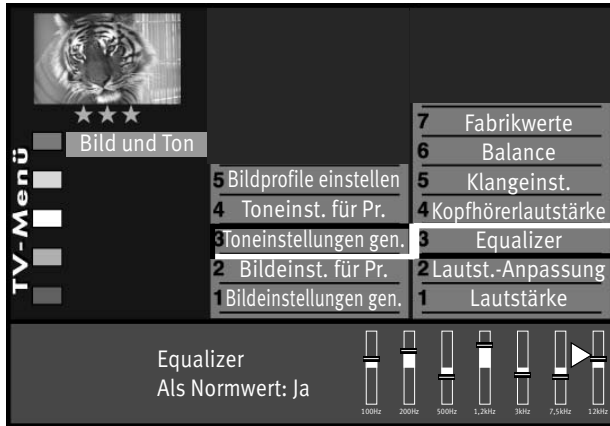 TV-Menü
Bild und Ton
5 Bildprofile einstellen
4 Toneinst. für Pr.
3 Toneinstellungen gen.
2 Bildeinst. für Pr.
1 Bildeinstellungen gen.
7 Fabrikwerte
6 Balance
5 Klangeinst.
4 Kopfhörerlautstärke
3 Equalizer
2 Lautst.-Anpassung
1 Lautstärke
Equalizer
Als Normwert: Ja
100Hz 200Hz 500Hz 1,2kHz 3kHz 7,5kHz 12kHz